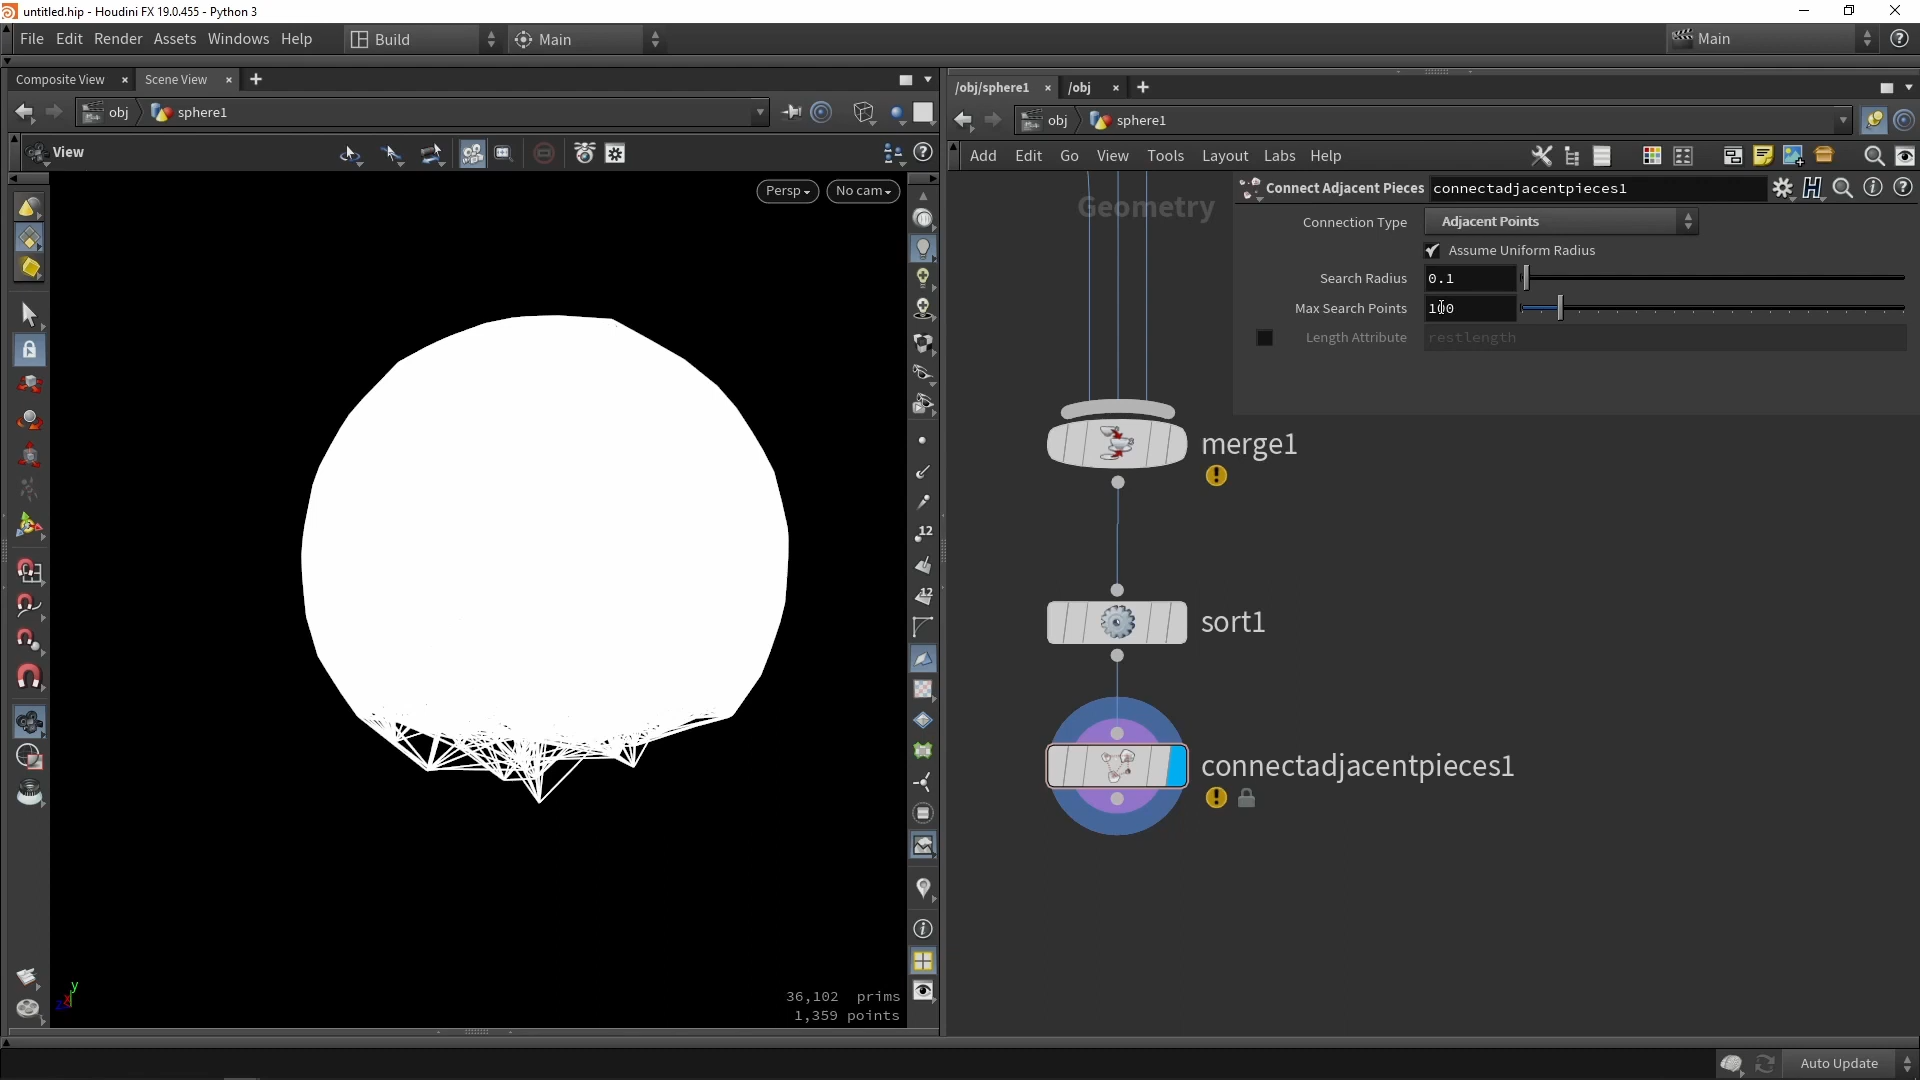 untitled.hip - Houdini FX 19.0.455 - Python 3
File Edit Render Assets Windows Help
Build
Main
Main
Composite View
Scene View
/obj/sphere1
/obj
obj
sphere1
obj
sphere1
View
Add Edit Go View Tools Layout Labs Help
Persp
No cam
Geometry
Connect Adjacent Pieces
connectadjacentpieces1
Connection Type
Adjacent Points
Assume Uniform Radius
Search Radius
0.1
Max Search Points
100
Length Attribute
restlength
merge1
12
12
sort1
connectadjacentpieces1
y
z
x
36,102 prims
1,359 points
Auto Update